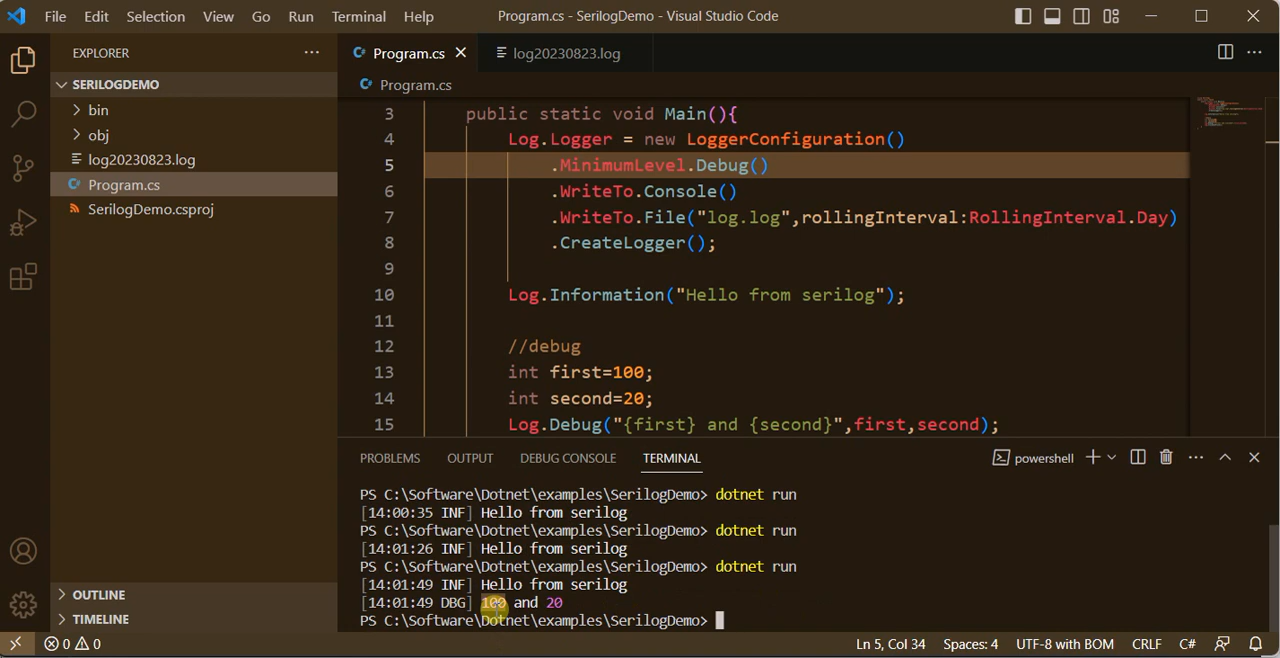 File Edit Selection View Go Run Terminal Help Program.cs - SerilogDemo - Visual Studio Code
EXPLORER
SERILOGDEMO
bin
obj
log20230823.log
Program.cs
SerilogDemo.csproj
OUTLINE
TIMELINE
Program.cs log20230823.log
Program.cs
3 public static void Main(){
4 Log.Logger = new LoggerConfiguration()
5 .MinimumLevel.Debug()
6 .WriteTo.Console()
7 .WriteTo.File("log.log",rollingInterval:RollingInterval.Day)
8 .CreateLogger();
9
10 Log.Information("Hello from serilog");
11
12 //debug
13 int first=100;
14 int second=20;
15 Log.Debug("{first} and {second}",first,second);
PROBLEMS OUTPUT DEBUG CONSOLE TERMINAL powershell
PS C:\Software\Dotnet\examples\SerilogDemo> dotnet run
[14:00:35 INF] Hello from serilog
PS C:\Software\Dotnet\examples\SerilogDemo> dotnet run
[14:01:26 INF] Hello from serilog
PS C:\Software\Dotnet\examples\SerilogDemo> dotnet run
[14:01:49 INF] Hello from serilog
[14:01:49 DBG] 100 and 20
PS C:\Software\Dotnet\examples\SerilogDemo>
0 0 Ln 5, Col 34 Spaces: 4 UTF-8 with BOM CRLF C#